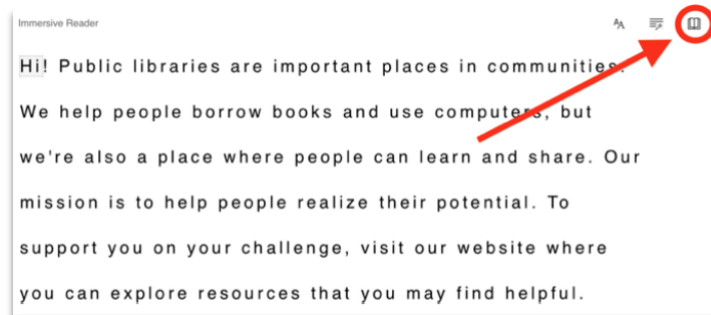 Immersive Reader
Hi! Public libraries are important places in communities.
We help people borrow books and use computers, but
we're also a place where people can learn and share. Our
mission is to help people realize their potential. To
support you on your challenge, visit our website where
you can explore resources that you may find helpful.